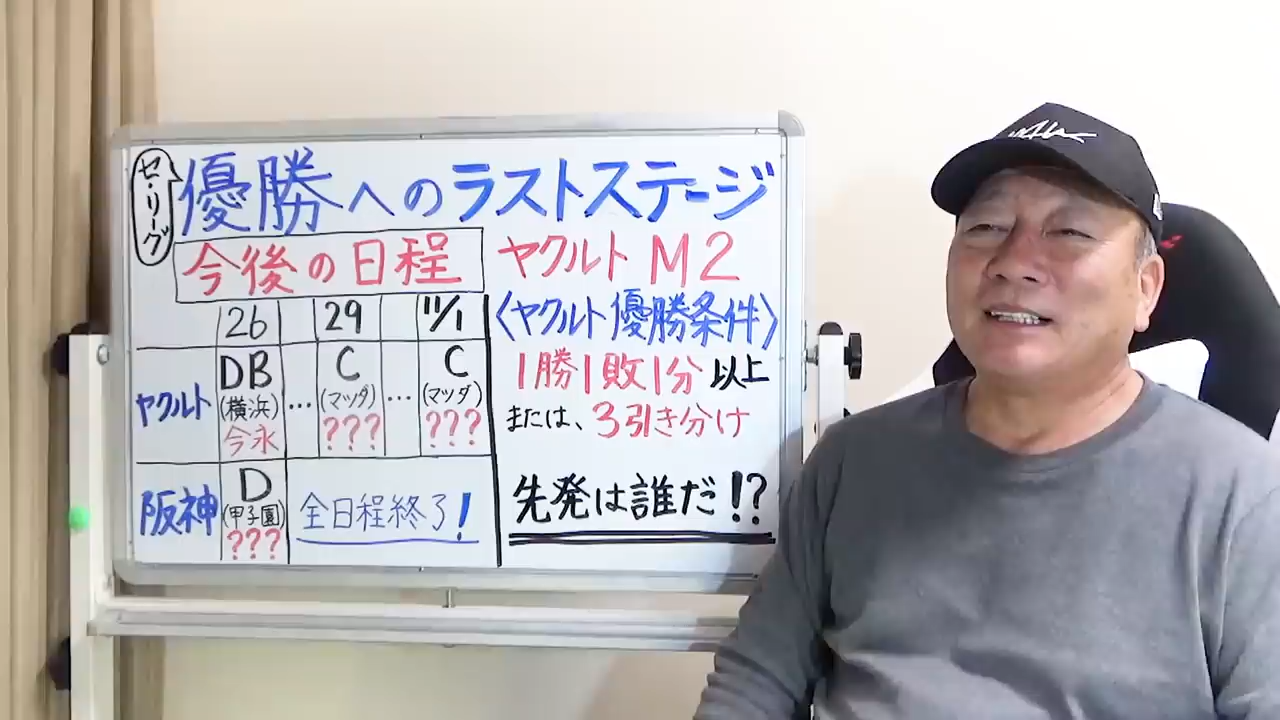 セ・リーグ
優勝へのラストステージ
今後の日程
ヤクルト M2
26 29 11/1
〈ヤクルト優勝条件〉
ヤクルト DB (横浜) 今永 … C (マツダ) ??? … C (マツダ) ???
1勝1敗1分 以上
または、3引き分け
阪神 D (甲子園) ??? 全日程終了!
先発は誰だ!?